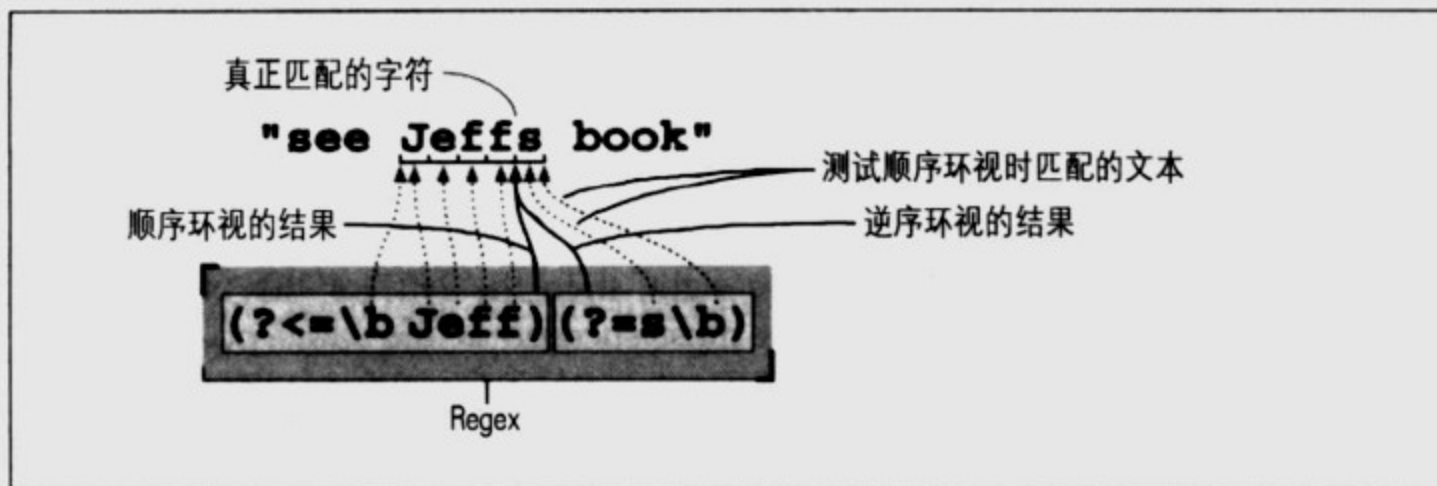 真正匹配的字符
"see Jeffs book"
测试顺序环视时匹配的文本
顺序环视的结果
逆序环视的结果
(?<=\b Jeff)(?=s\b)
Regex